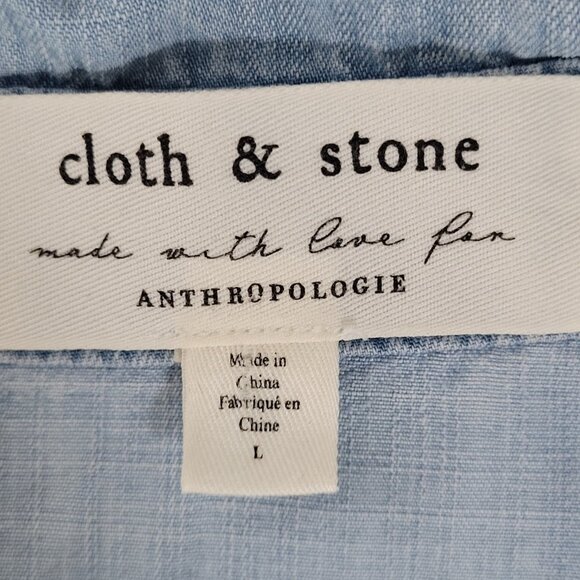 cloth & stone
made with love for
ANTHROPOLOGIE
Made in
China
Fabriqué en
Chine
L